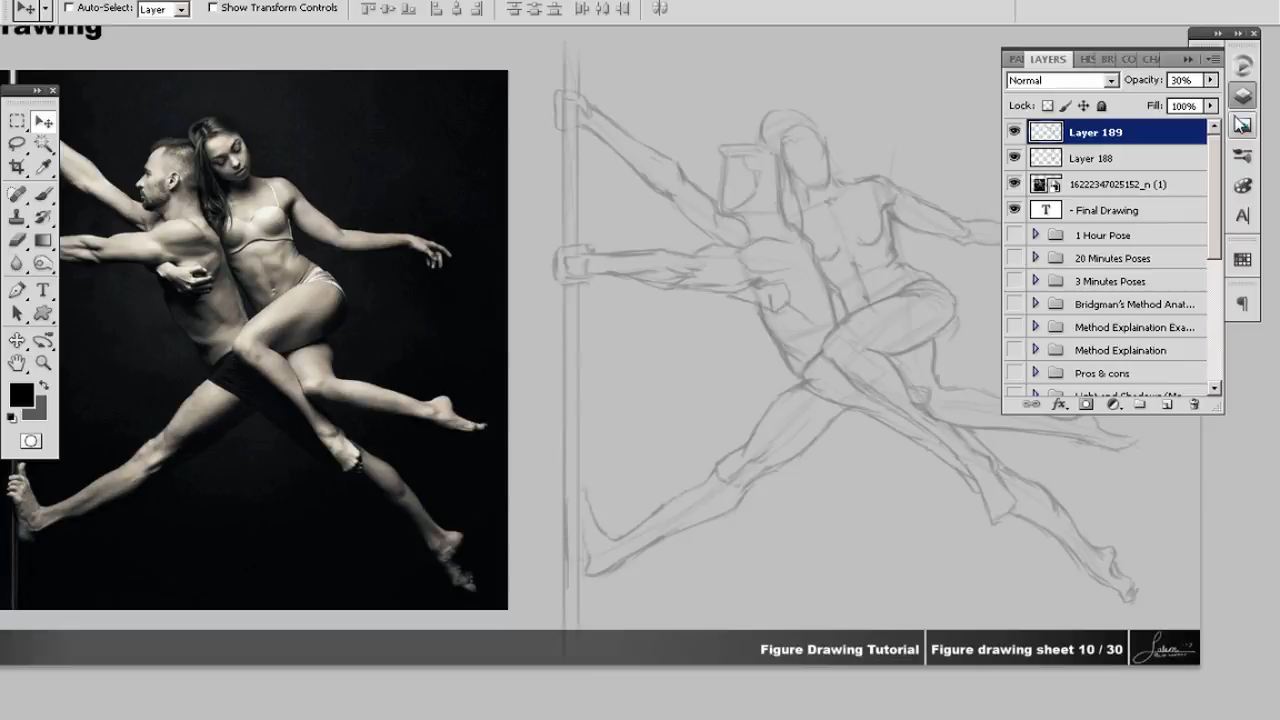 Auto-Select: Layer Show Transform Controls
rawing
LAYERS
Normal Opacity: 30%
Lock: Fill: 100%
Layer 189
Layer 188
16222347025152_n (1)
T - Final Drawing
1 Hour Pose
20 Minutes Poses
3 Minutes Poses
Bridgman's Method Anat...
Method Explaination Exa...
Method Explaination
Pros & cons
Figure Drawing Tutorial Figure drawing sheet 10 / 30